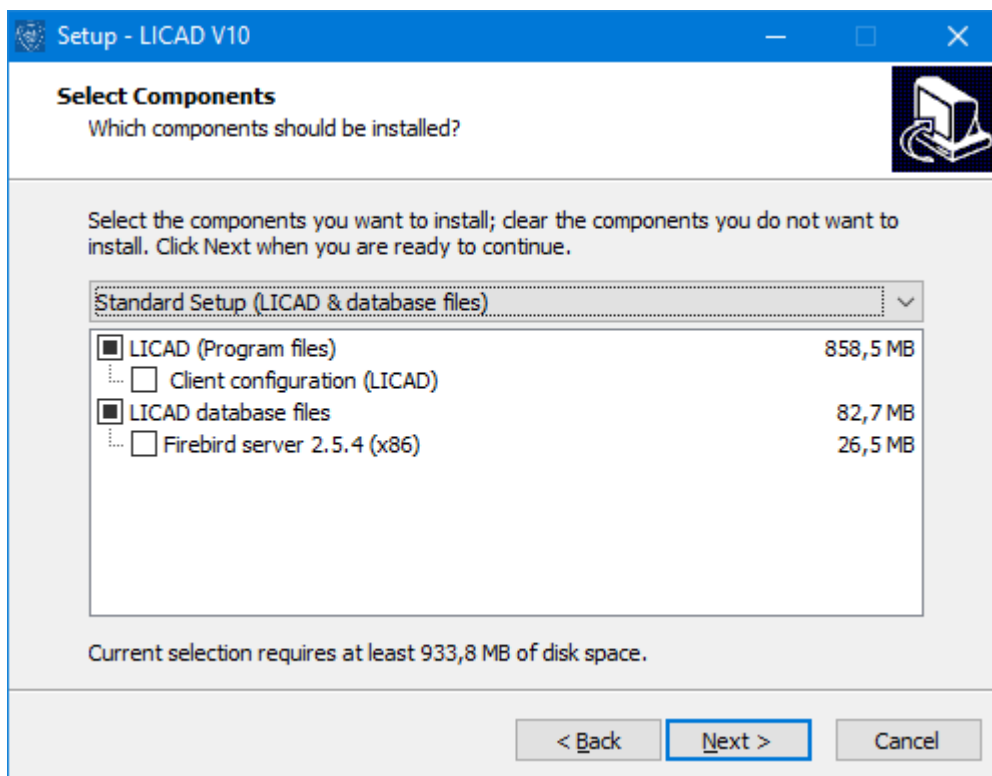 Setup - LICAD V10
Select Components
Which components should be installed?
Select the components you want to install; clear the components you do not want to
install. Click Next when you are ready to continue.
Standard Setup (LICAD & database files)
LICAD (Program files) 858,5 MB
Client configuration (LICAD)
LICAD database files 82,7 MB
Firebird server 2.5.4 (x86) 26,5 MB
Current selection requires at least 933,8 MB of disk space.
< Back Next > Cancel